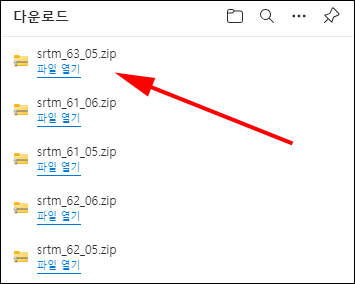 다운로드
srtm_63_05.zip
파일 열기
srtm_61_06.zip
파일 열기
srtm_61_05.zip
파일 열기
srtm_62_06.zip
파일 열기
srtm_62_05.zip
파일 열기